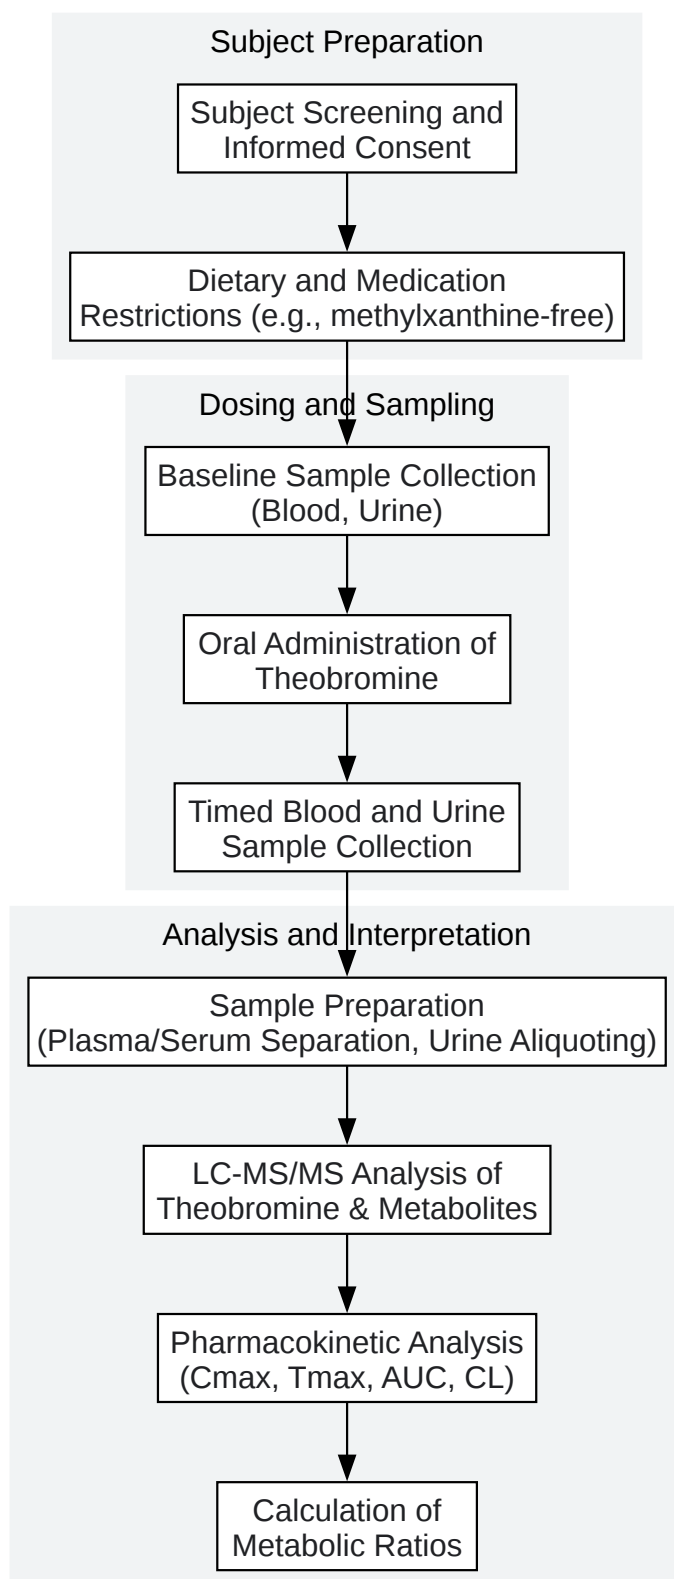 Subject Preparation
Subject Screening and
Informed Consent
Dietary and Medication
Restrictions (e.g., methylxanthine-free)
Dosing and Sampling
Baseline Sample Collection
(Blood, Urine)
Oral Administration of
Theobromine
Timed Blood and Urine
Sample Collection
Analysis and Interpretation
Sample Preparation
(Plasma/Serum Separation, Urine Aliquoting)
LC-MS/MS Analysis of
Theobromine & Metabolites
Pharmacokinetic Analysis
(Cmax, Tmax, AUC, CL)
Calculation of
Metabolic Ratios